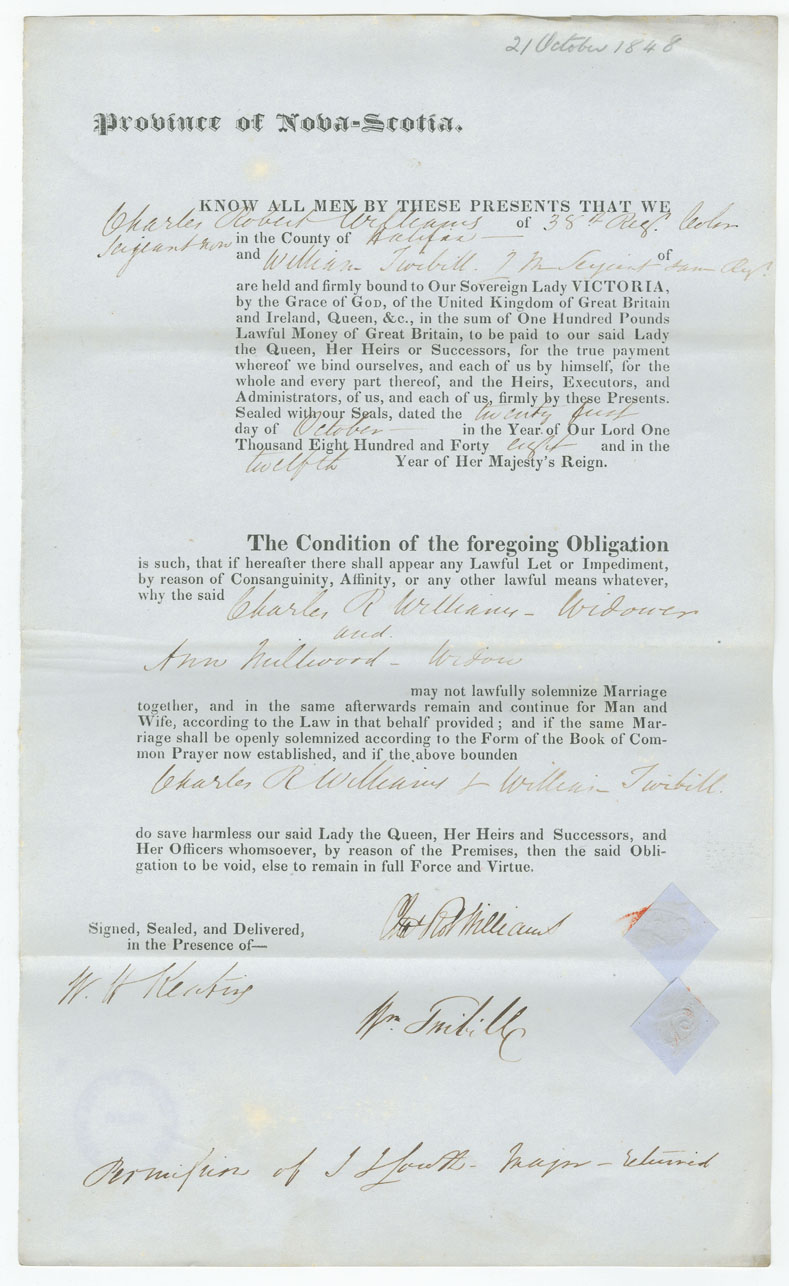 21 October 1848
Province of Nova-Scotia.
KNOW ALL MEN BY THESE PRESENTS THAT WE
Charles Robert Williams of 38th Regt. Color
Sergeant now in the County of Halifax
and William Twibill Sergeant same Regt. of
are held and firmly bound to Our Sovereign Lady VICTORIA,
by the Grace of GOD, of the United Kingdom of Great Britain
and Ireland, Queen, &c., in the sum of One Hundred Pounds
Lawful Money of Great Britain, to be paid to our said Lady
the Queen, Her Heirs or Successors, for the true payment
whereof we bind ourselves, and each of us by himself, for the
whole and every part thereof, and the Heirs, Executors, and
Administrators, of us, and each of us, firmly by these Presents.
Sealed with our Seals, dated the twenty first
day of October in the Year of Our Lord One
Thousand Eight Hundred and Forty eight and in the
twelfth Year of Her Majesty's Reign.
The Condition of the foregoing Obligation
is such, that if hereafter there shall appear any Lawful Let or Impediment,
by reason of Consanguinity, Affinity, or any other lawful means whatever,
why the said Charles R Williams - Widower
and
Ann Millwood - Widow
may not lawfully solemnize Marriage
together, and in the same afterwards remain and continue for Man and
Wife, according to the Law in that behalf provided; and if the same Mar-
riage shall be openly solemnized according to the Form of the Book of Com-
mon Prayer now established, and if the above bounden
Charles R Williams & William Twibill.
do save harmless our said Lady the Queen, Her Heirs and Successors, and
Her Officers whomsoever, by reason of the Premises, then the said Obli-
gation to be void, else to remain in full Force and Virtue.
Signed, Sealed, and Delivered,
in the Presence of—
Chas Rt Williams
W. H Keating
Wm. Twibill
Permission of Major - returned